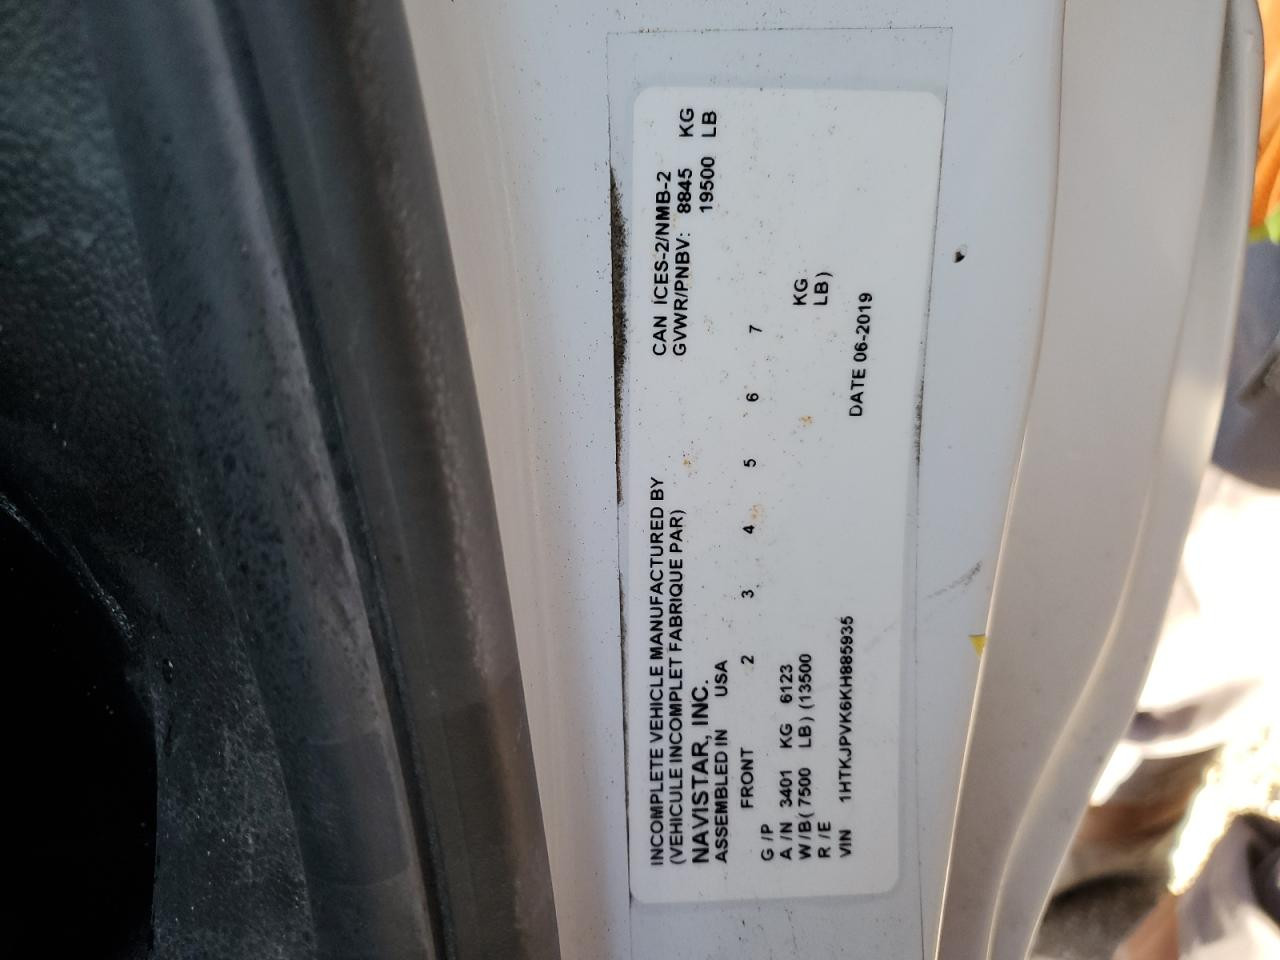 INCOMPLETE VEHICLE MANUFACTURED BY
(VEHICULE INCOMPLET FABRIQUE PAR)
NAVISTAR, INC.
ASSEMBLED IN USA
CAN ICES-2/NMB-2
GVWR/PNBV: 8845 KG
19500 LB
FRONT 2 3 4 5 6 7
G /P
A /N 3401 KG 6123 KG
W/B( 7500 LB) (13500 LB)
R /E
VIN 1HTKJPVK6KH885935 DATE 06-2019